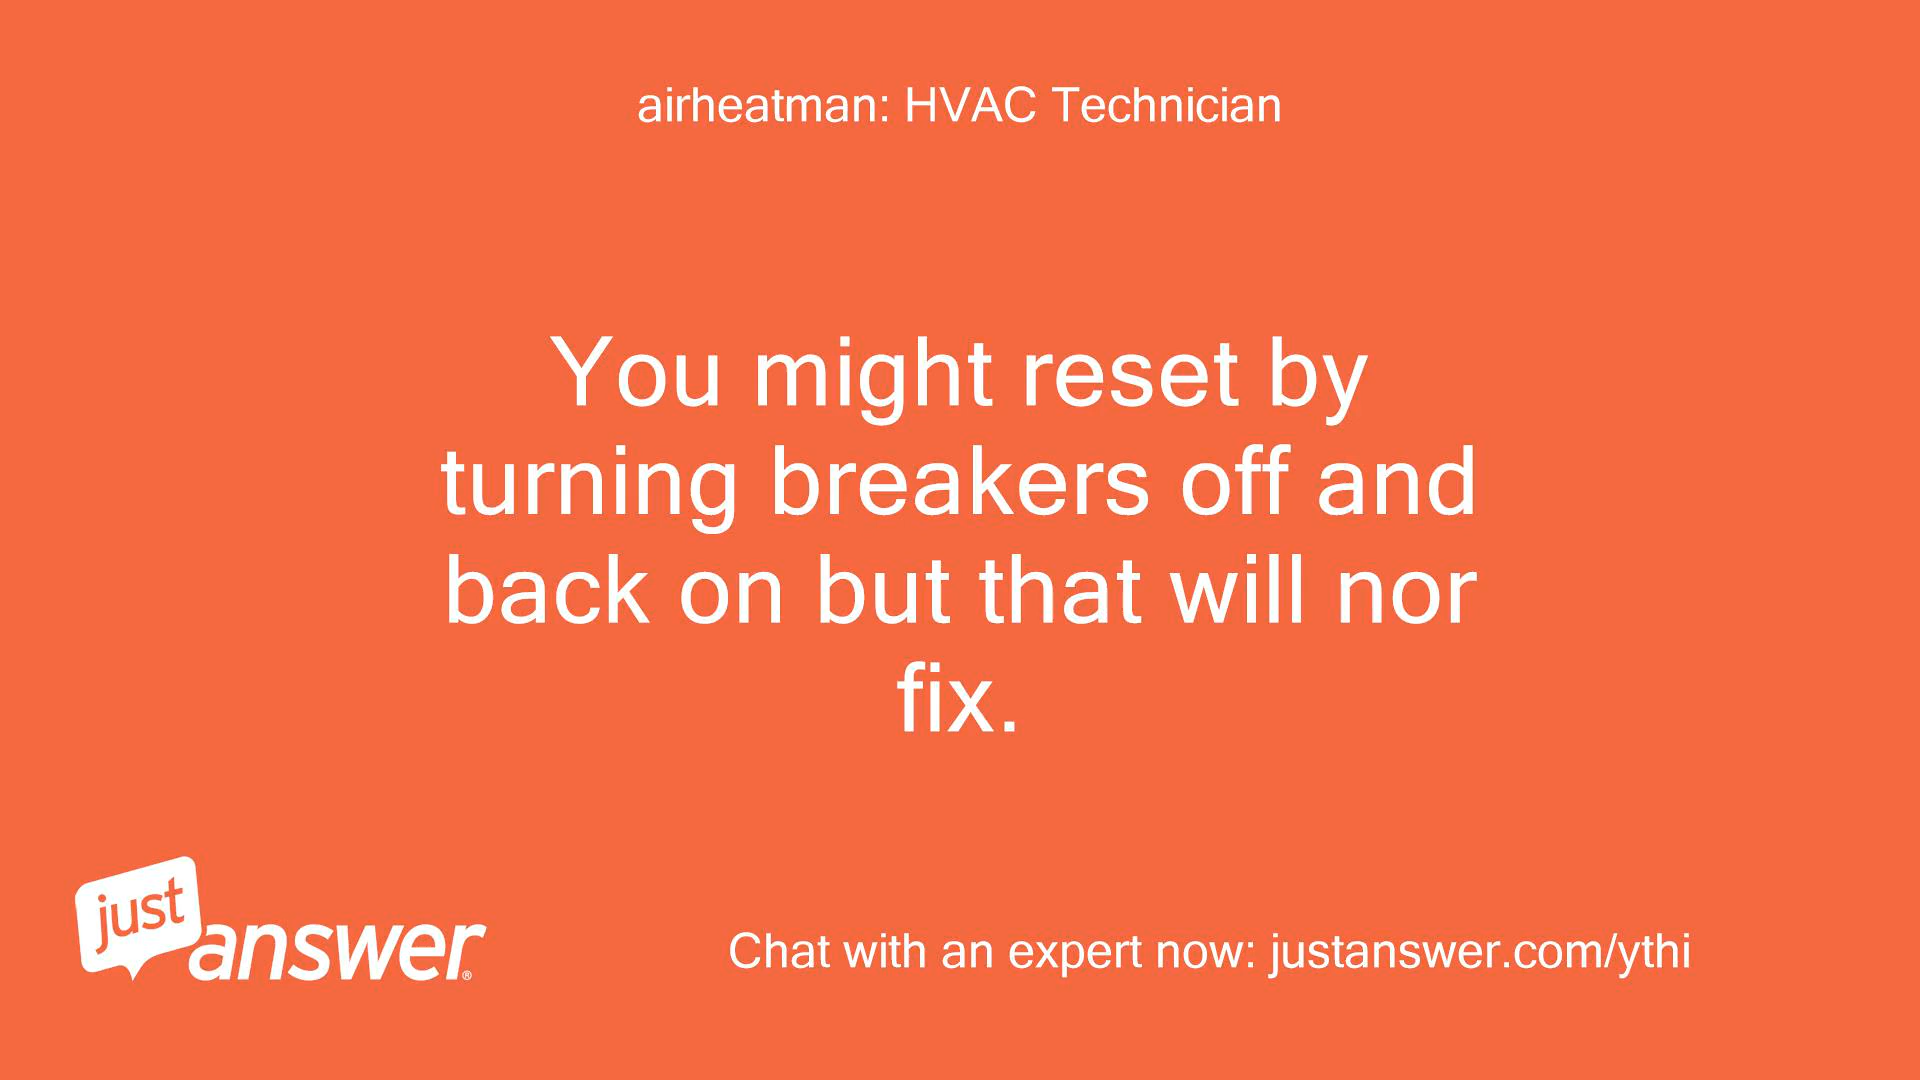 airheatman: HVAC Technician
You might reset by
turning breakers off and
back on but that will nor
fix.
just
answer®
Chat with an expert now: justanswer.com/ythi